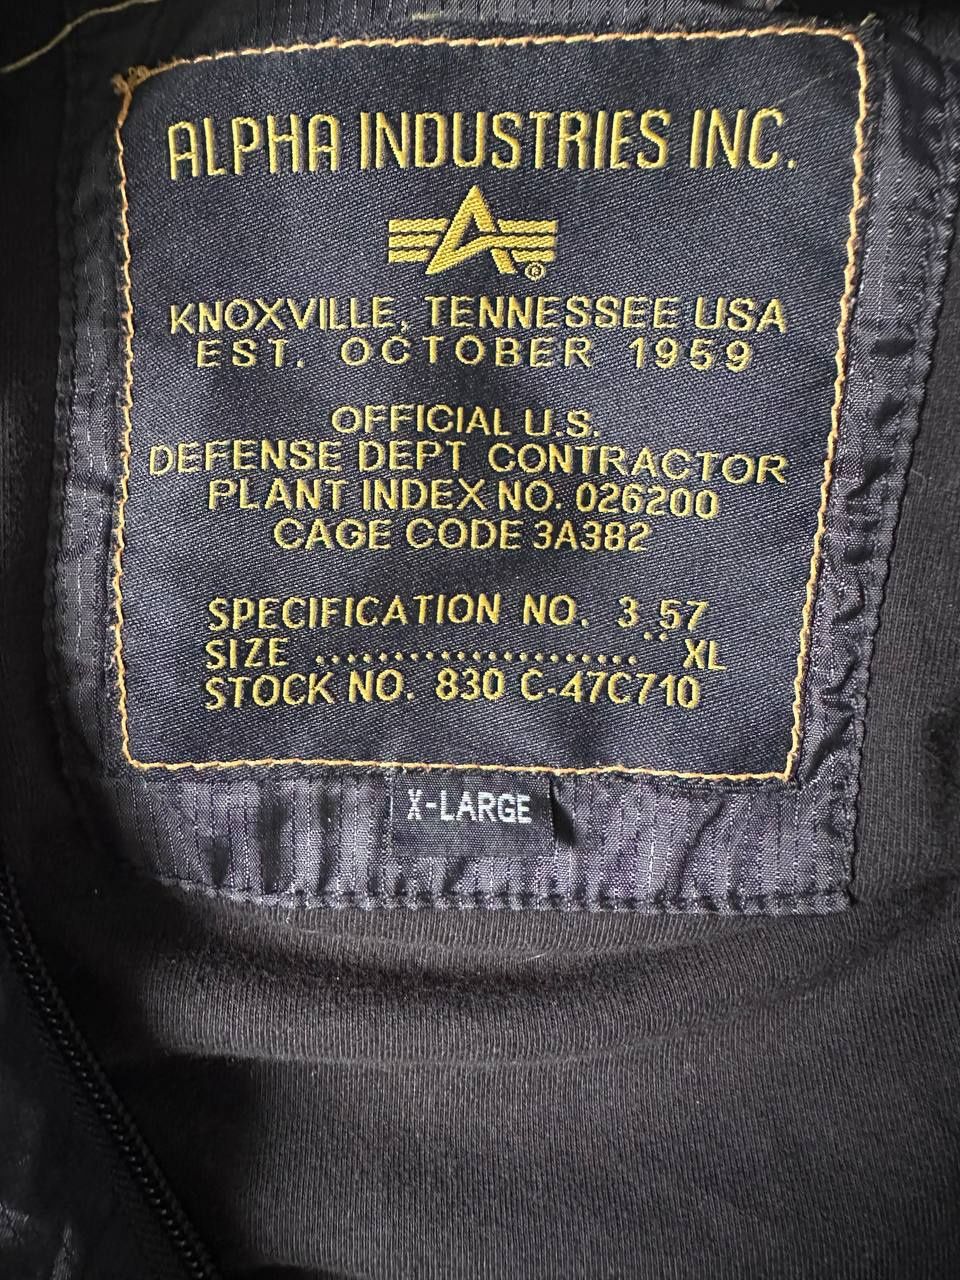 ALPHA INDUSTRIES INC.
A®
KNOXVILLE, TENNESSEE USA
EST. OCTOBER 1959
OFFICIAL U.S.
DEFENSE DEPT CONTRACTOR
PLANT INDEX NO. 026200
CAGE CODE 3A382
SPECIFICATION NO. 3.57
SIZE ........................ XL
STOCK NO. 830 C-47C710
X-LARGE